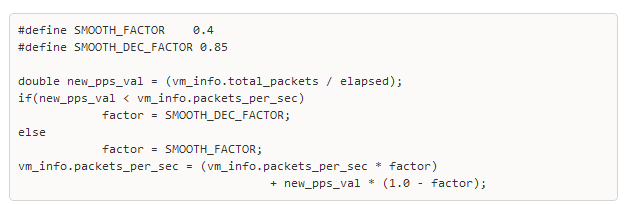 #define SMOOTH_FACTOR    0.4
#define SMOOTH_DEC_FACTOR 0.85
double new_pps_val = (vm_info.total_packets / elapsed);
if(new_pps_val < vm_info.packets_per_sec)
            factor = SMOOTH_DEC_FACTOR;
else
            factor = SMOOTH_FACTOR;
vm_info.packets_per_sec = (vm_info.packets_per_sec * factor)
                                    + new_pps_val * (1.0 - factor);